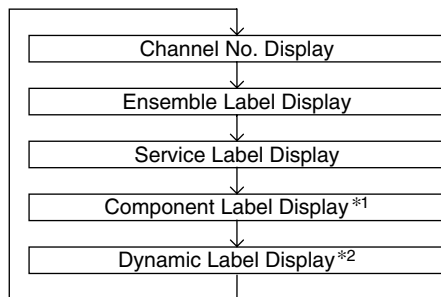 Channel No. Display
Ensemble Label Display
Service Label Display
Component Label Display*1
Dynamic Label Display*2